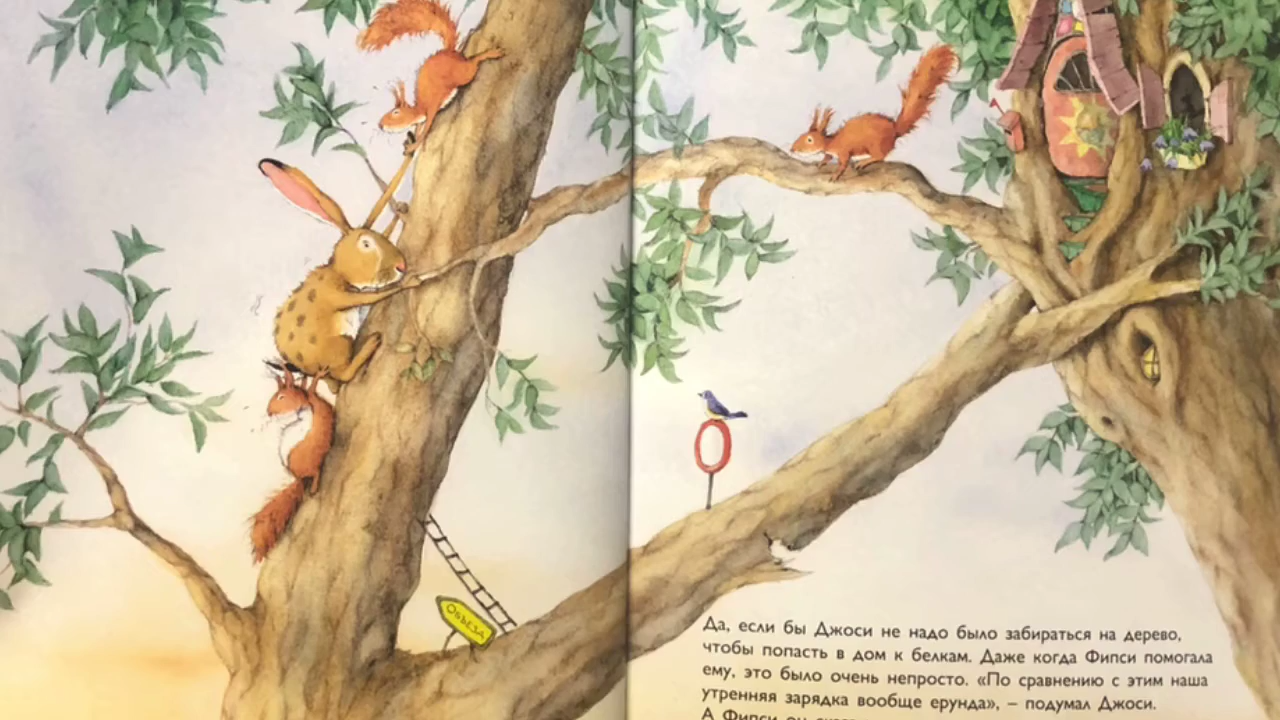 Объезд
Да, если бы Джоси не надо было забираться на дерево,
чтобы попасть в дом к белкам. Даже когда Фипси помогала
ему, это было очень непросто. «По сравнению с этим наша
утренняя зарядка вообще ерунда», – подумал Джоси.
А Фипси он